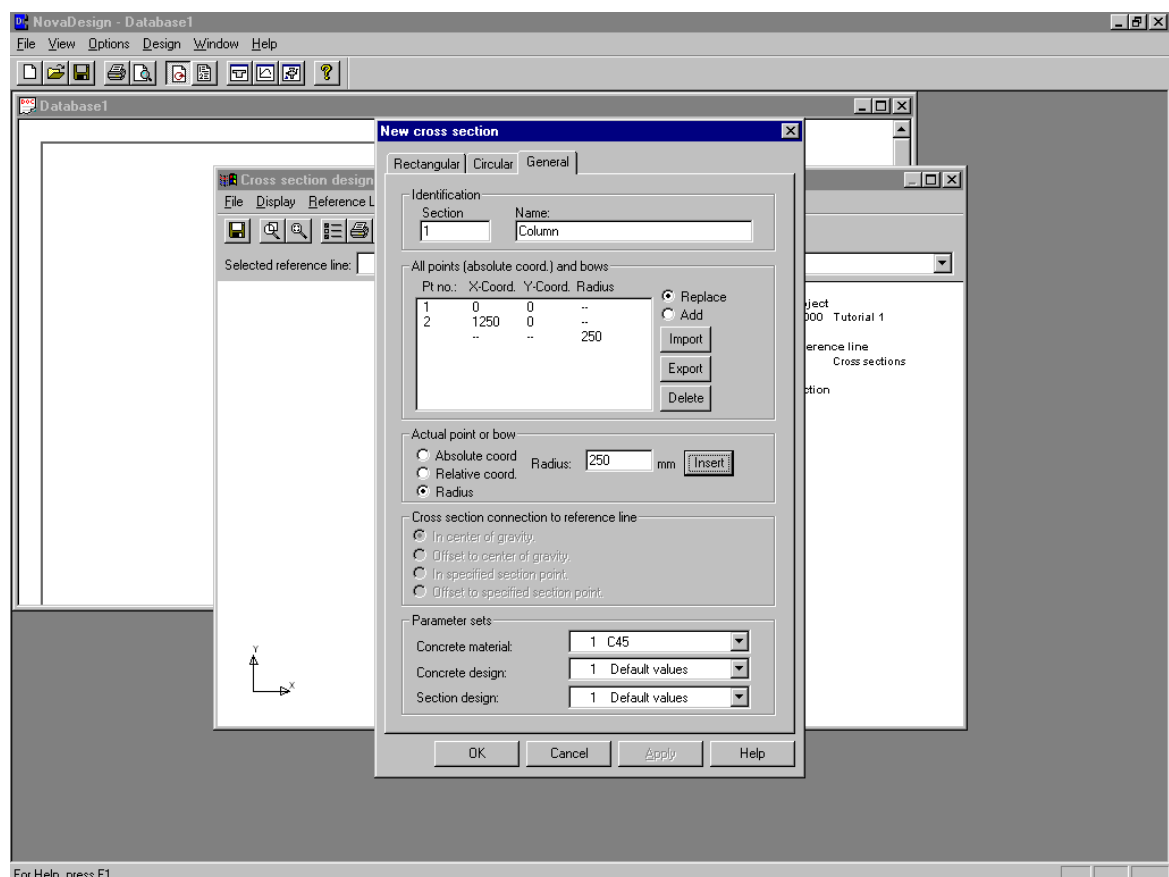 NovaDesign - Database1
File View Options Design Window Help
Database1
New cross section
Rectangular Circular General
Cross section design
File Display Reference L
Selected reference line:
Identification
Section Name:
1 Column
All points (absolute coord.) and bows
Pt no.: X-Coord. Y-Coord. Radius
1 0 0 --
2 1250 0 --
-- -- 250
Replace
Add
Import
Export
Delete
ject
000 Tutorial 1
erence line
Cross sections
ction
Actual point or bow
Absolute coord
Relative coord.
Radius
Radius: 250 mm Insert
Cross section connection to reference line
In center of gravity.
Offset to center of gravity.
In specified section point.
Offset to specified section point.
Parameter sets
Concrete material: 1 C45
Concrete design: 1 Default values
Section design: 1 Default values
Y
X
OK Cancel Apply Help
For Help, press F1